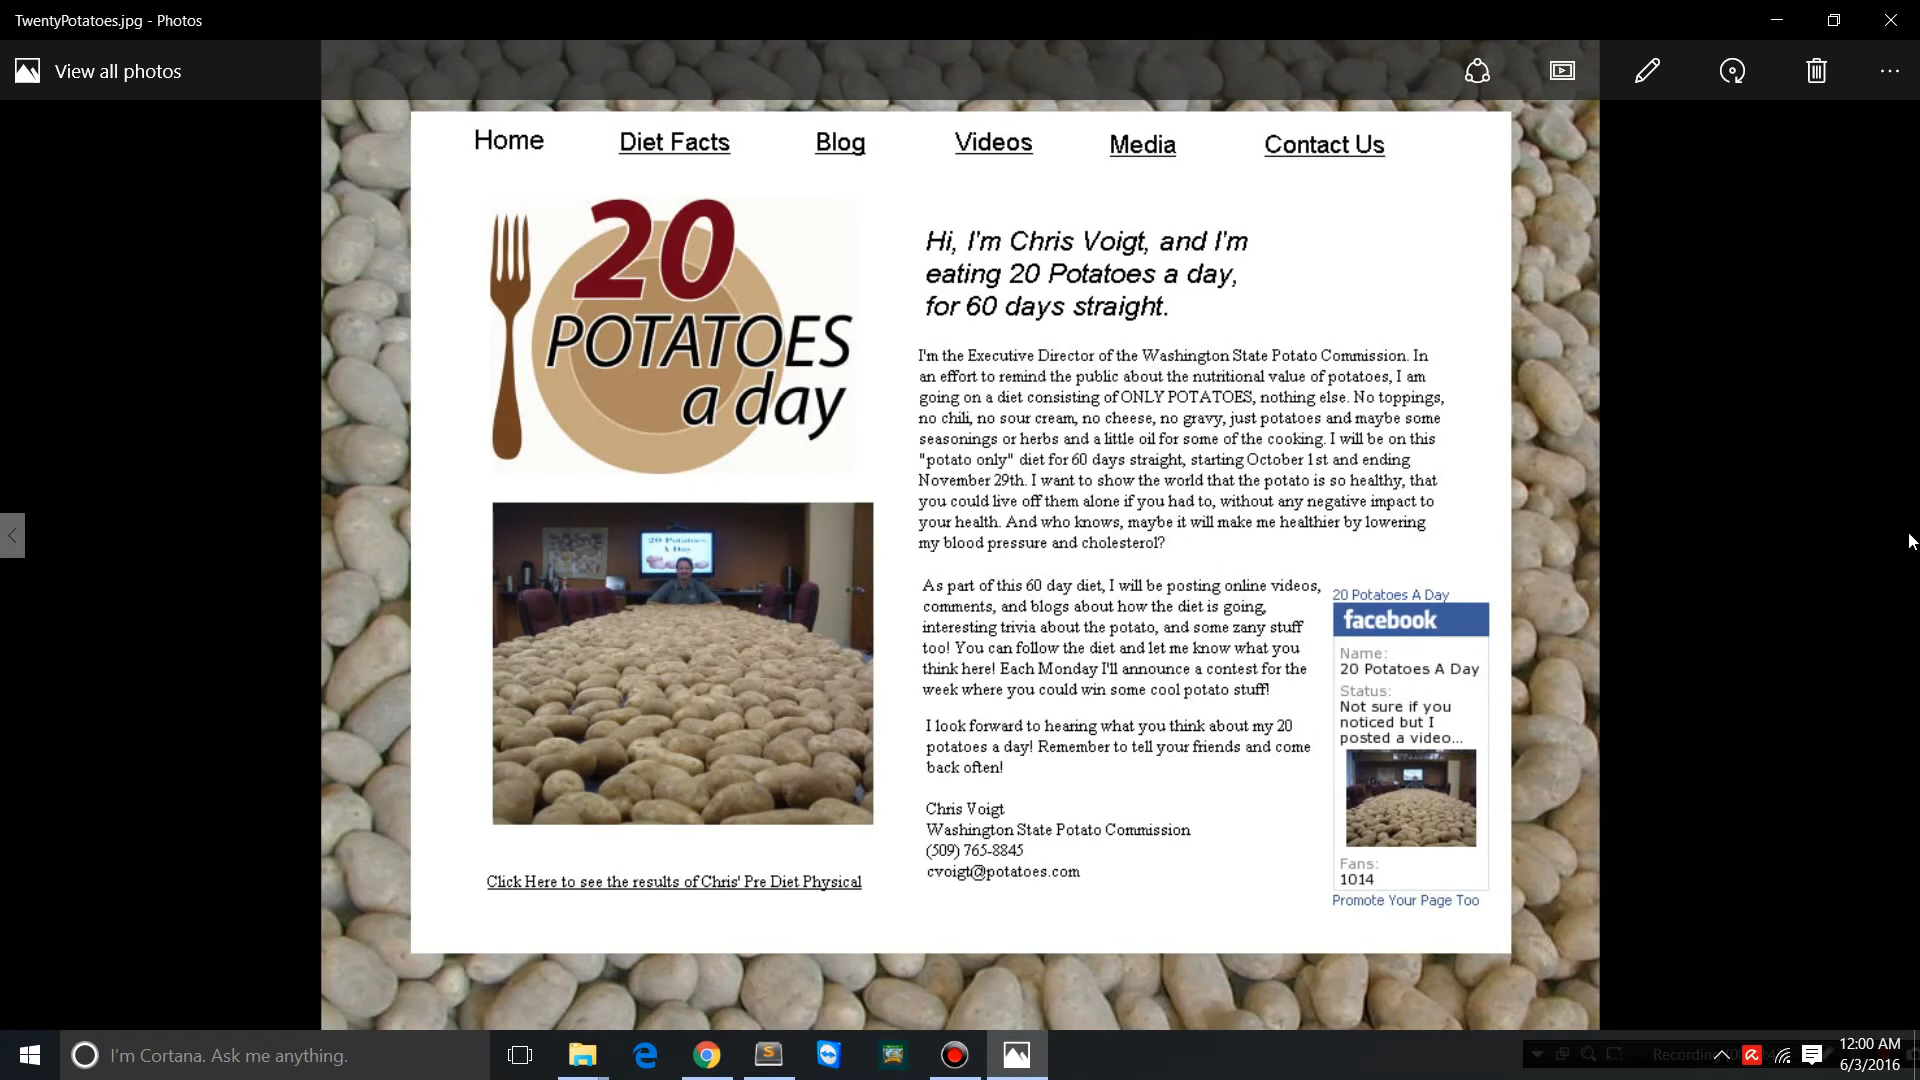 TwentyPotatoes.jpg - Photos
View all photos
Home Diet Facts Blog Videos Media Contact Us
20
POTATOES
a day
Hi, I'm Chris Voigt, and I'm
eating 20 Potatoes a day,
for 60 days straight.
I'm the Executive Director of the Washington State Potato Commission. In
an effort to remind the public about the nutritional value of potatoes, I am
going on a diet consisting of ONLY POTATOES, nothing else. No toppings,
no chili, no sour cream, no cheese, no gravy, just potatoes and maybe some
seasonings or herbs and a little oil for some of the cooking. I will be on this
"potato only" diet for 60 days straight, starting October 1st and ending
November 29th. I want to show the world that the potato is so healthy, that
you could live off them alone if you had to, without any negative impact to
your health. And who knows, maybe it will make me healthier by lowering
my blood pressure and cholesterol?
20 Potatoes
A Day
As part of this 60 day diet, I will be posting online videos,
comments, and blogs about how the diet is going,
interesting trivia about the potato, and some zany stuff
too! You can follow the diet and let me know what you
think here! Each Monday I'll announce a contest for the
week where you could win some cool potato stuff!
I look forward to hearing what you think about my 20
potatoes a day! Remember to tell your friends and come
back often!
Chris Voigt
Washington State Potato Commission
(509) 765-8845
cvoigt@potatoes.com
20 Potatoes A Day
facebook
Name:
20 Potatoes A Day
Status:
Not sure if you
noticed but I
posted a video...
Fans:
1014
Promote Your Page Too
Click Here to see the results of Chris' Pre Diet Physical
I'm Cortana. Ask me anything.
Recording
12:00 AM
6/3/2016